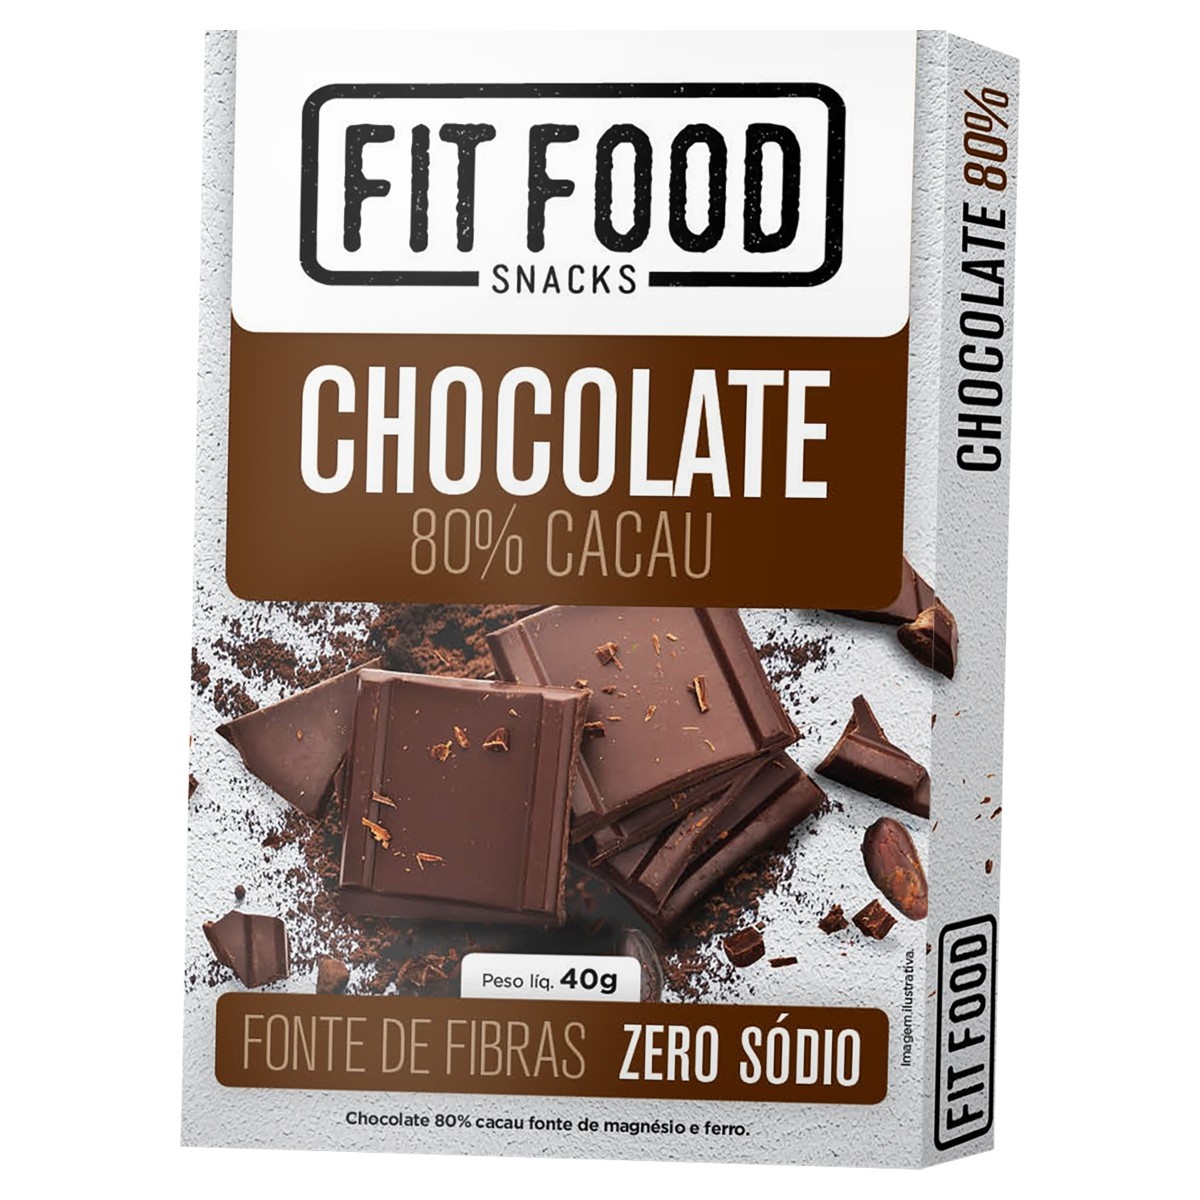 FIT FOOD
SNACKS
CHOCOLATE
80% CACAU
Peso líq. 40g
FONTE DE FIBRAS ZERO SÓDIO
Chocolate 80% cacau fonte de magnésio e ferro.
Imagem ilustrativa.
CHOCOLATE 80%
FIT FOOD